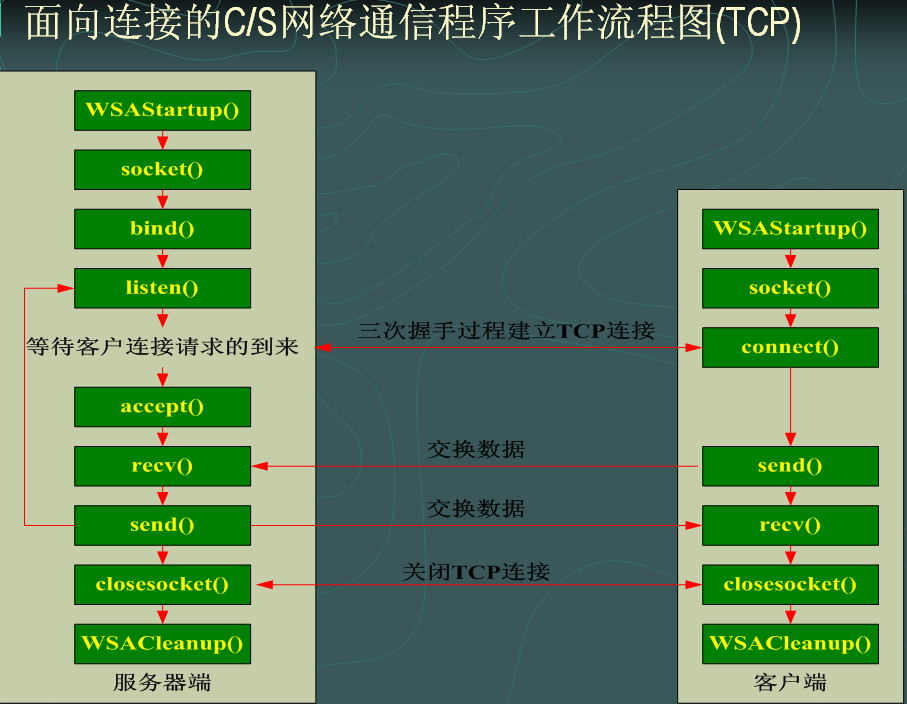 面向连接的C/S网络通信程序工作流程图(TCP)
WSAStartup()
socket()
bind()
listen()
等待客户连接请求的到来
accept()
recv()
send()
closesocket()
WSACleanup()
服务器端
三次握手过程建立TCP连接
交换数据
交换数据
关闭TCP连接
WSAStartup()
socket()
connect()
send()
recv()
closesocket()
WSACleanup()
客户端